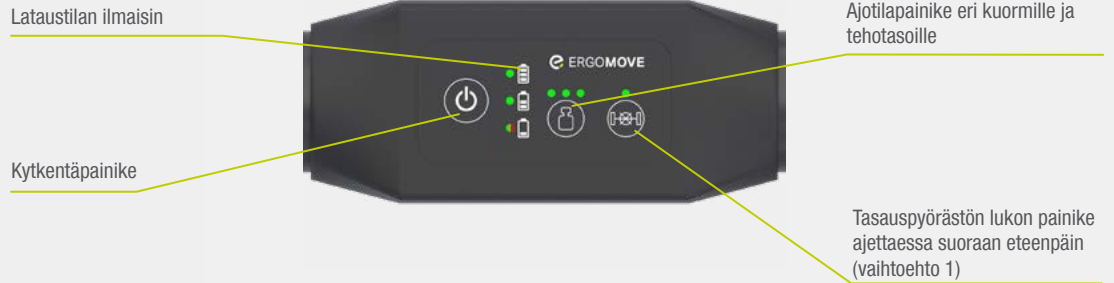 Lataustilan ilmaisin
Ajotilapainike eri kuormille ja
tehotasoille
ERGOMOVE
Kytkentäpainike
Tasauspyörästön lukon painike
ajettaessa suoraan eteenpäin
(vaihtoehto 1)